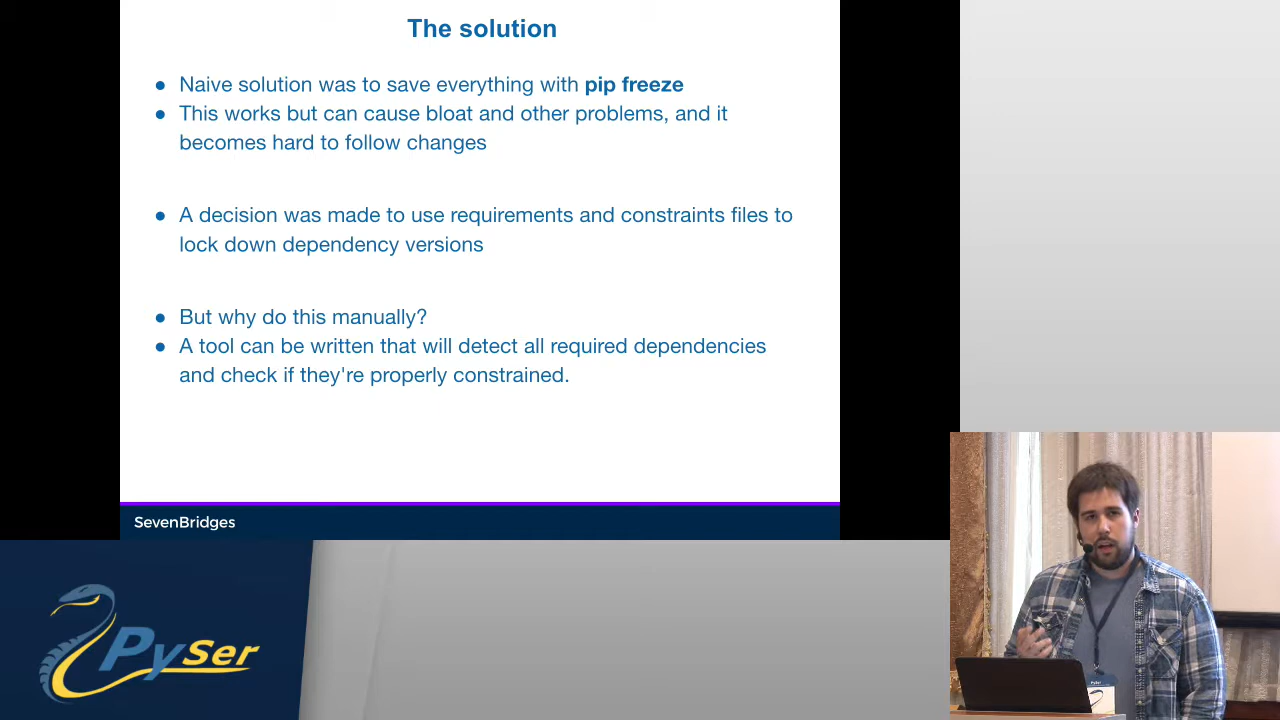 The solution
● Naive solution was to save everything with pip freeze
● This works but can cause bloat and other problems, and it
becomes hard to follow changes
● A decision was made to use requirements and constraints files to
lock down dependency versions
● But why do this manually?
● A tool can be written that will detect all required dependencies
and check if they're properly constrained.
SevenBridges
PySer
PySer